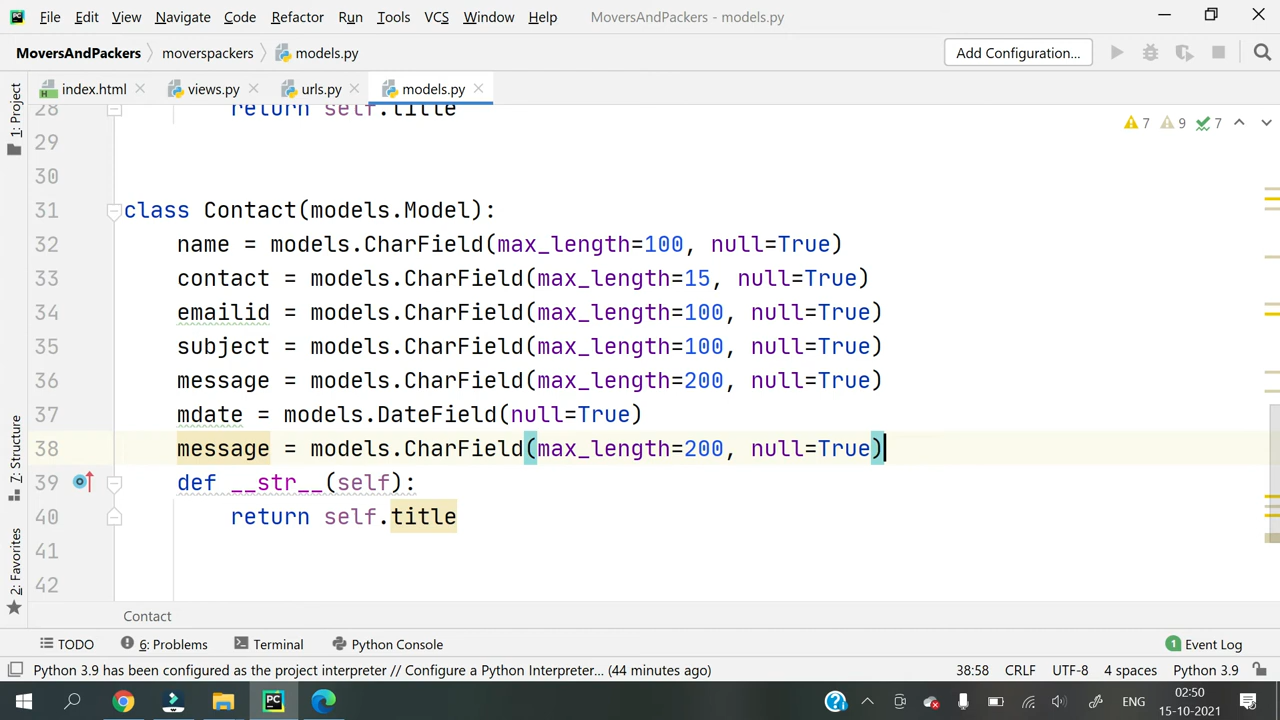 File Edit View Navigate Code Refactor Run Tools VCS Window Help MoversAndPackers - models.py
MoversAndPackers moverspackers models.py Add Configuration...
index.html views.py urls.py models.py
1: Project
7 9 7
28 return self.title
29
30
31 class Contact(models.Model):
32 name = models.CharField(max_length=100, null=True)
33 contact = models.CharField(max_length=15, null=True)
34 emailid = models.CharField(max_length=100, null=True)
35 subject = models.CharField(max_length=100, null=True)
36 message = models.CharField(max_length=200, null=True)
37 mdate = models.DateField(null=True)
38 message = models.CharField(max_length=200, null=True)
39 def __str__(self):
40 return self.title
41
42
7: Structure
2: Favorites
Contact
TODO 6: Problems Terminal Python Console 1 Event Log
Python 3.9 has been configured as the project interpreter // Configure a Python Interpreter... (44 minutes ago) 38:58 CRLF UTF-8 4 spaces Python 3.9
PC ENG 02:50
15-10-2021